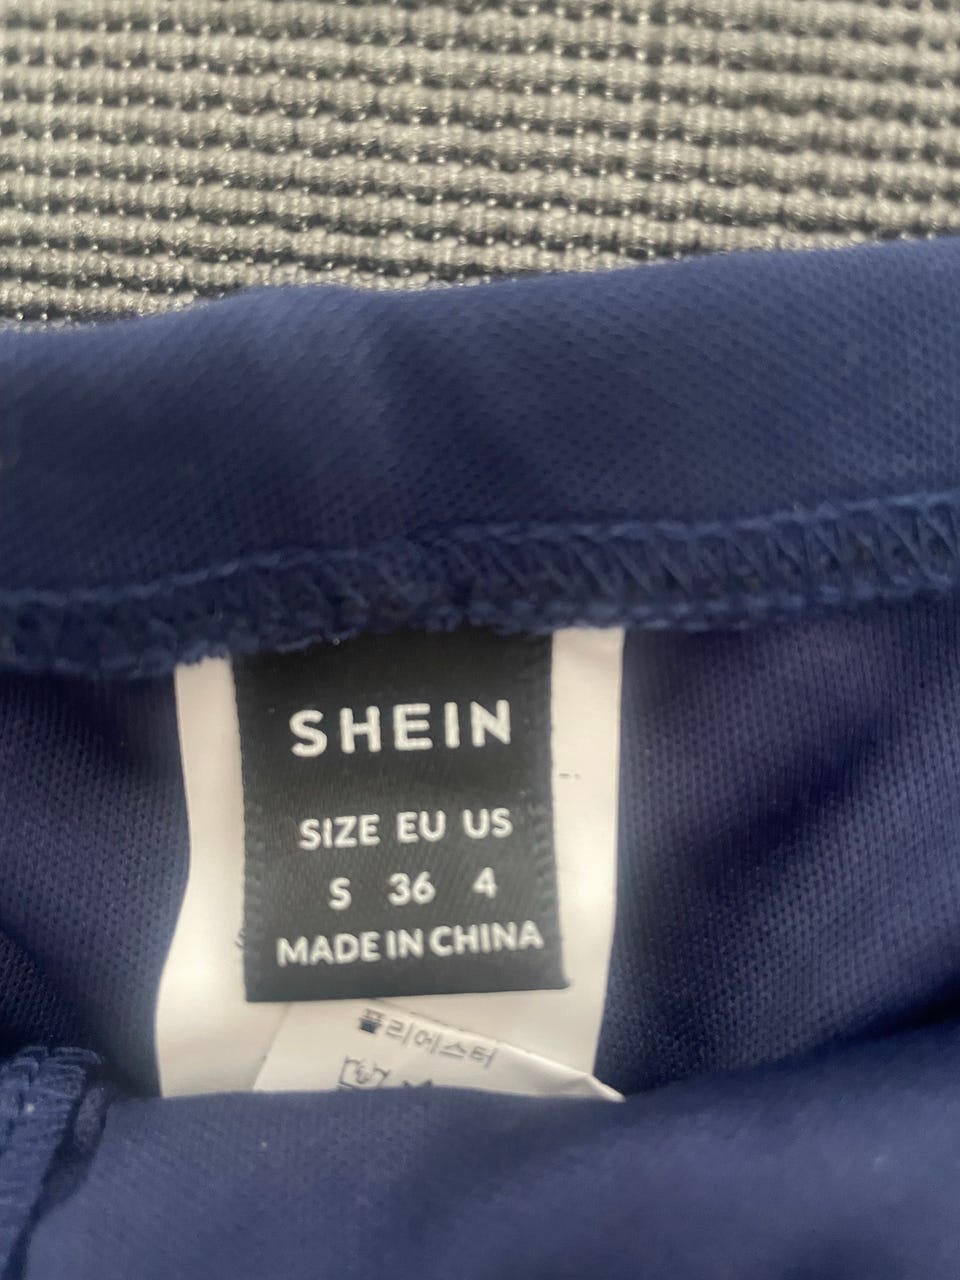 SHEIN
SIZE EU US
S 36 4
MADE IN CHINA
폴리에스터